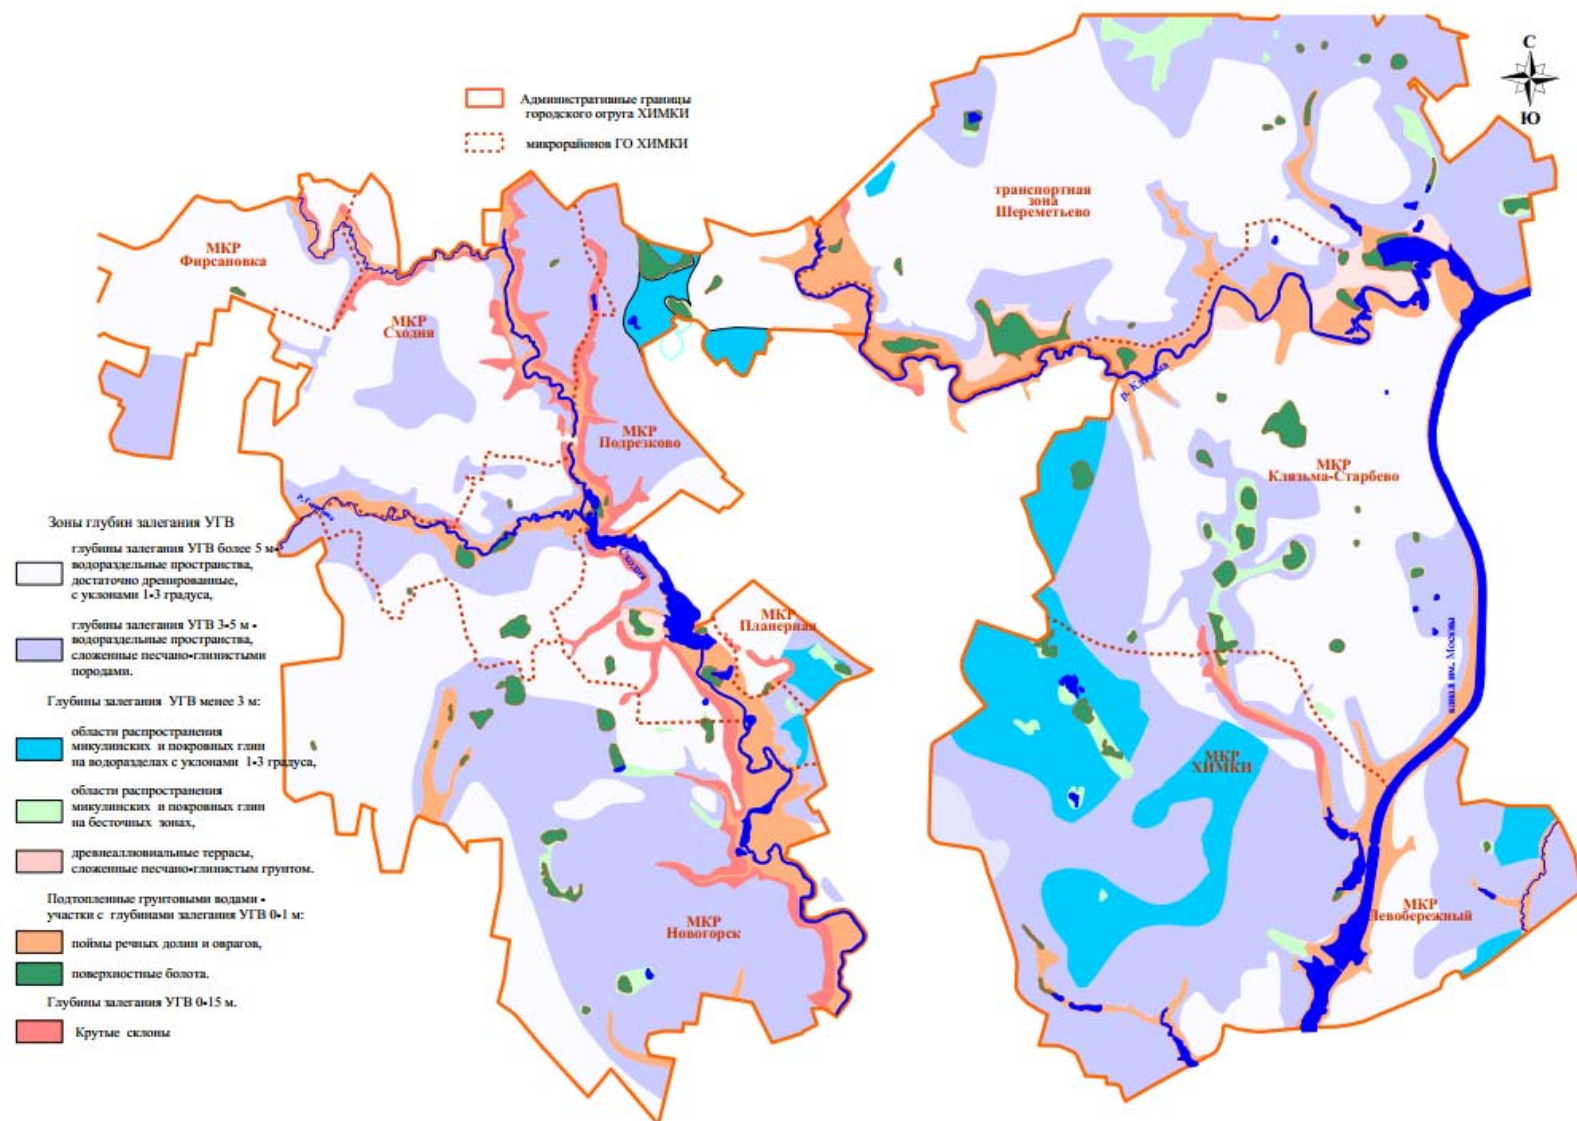 С
Ю
Административные границы
городского огруга ХИМКИ
микрорайонов ГО ХИМКИ
транспортная
зона
Шереметьево
МКР
Фирсановка
МКР
Сходня
МКР
Подрезково
р. Клязьма
МКР
Клязьма-Старбево
МКР
Планерная
Сходня
канал им. Москвы
МКР
ХИМКИ
МКР
Левобережный
МКР
Новогорск
Зоны глубин залегания УГВ
глубины залегания УГВ более 5 м-
водораздельные пространства,
достаточно дренированные,
с уклонами 1-3 градуса,
глубины залегания УГВ 3-5 м -
водораздельные пространства,
сложенные песчано-глинистыми
породами.
Глубины залегания УГВ менее 3 м:
области распространения
микулинских и покровных глин
на водоразделах с уклонами 1-3 градуса,
области распространения
микулинских и покровных глин
на бесточных зонах,
древнеаллювиальные террасы,
сложенные песчано-глинистым грунтом.
Подтопленные грунтовыми водами -
участки с глубинами залегания УГВ 0-1 м:
поймы речных долин и оврагов,
поверхностные болота.
Глубины залегания УГВ 0-15 м.
Крутые склоны